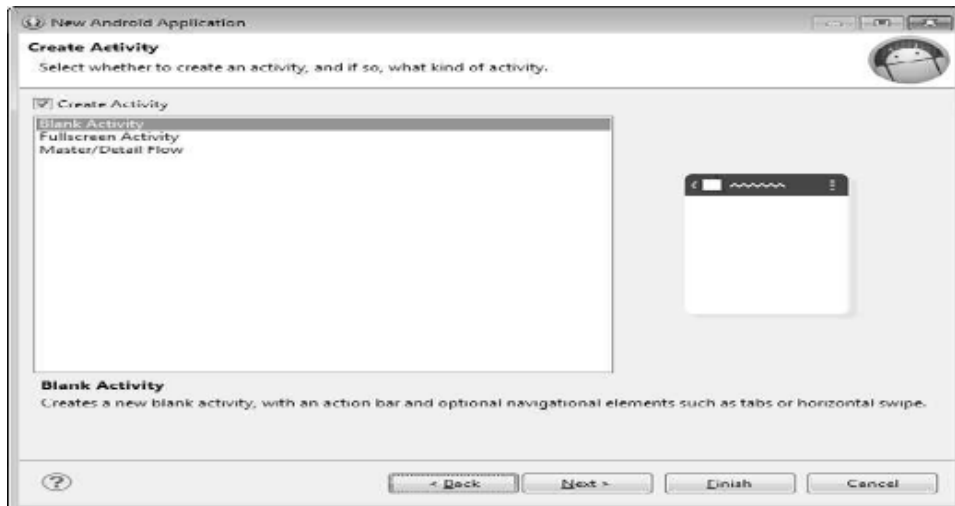 New Android Application
Create Activity
Select whether to create an activity, and if so, what kind of activity.
Create Activity
Blank Activity
Fullscreen Activity
Master/Detail Flow
Blank Activity
Creates a new blank activity, with an action bar and optional navigational elements such as tabs or horizontal swipe.
?
< Back
Next >
Finish
Cancel